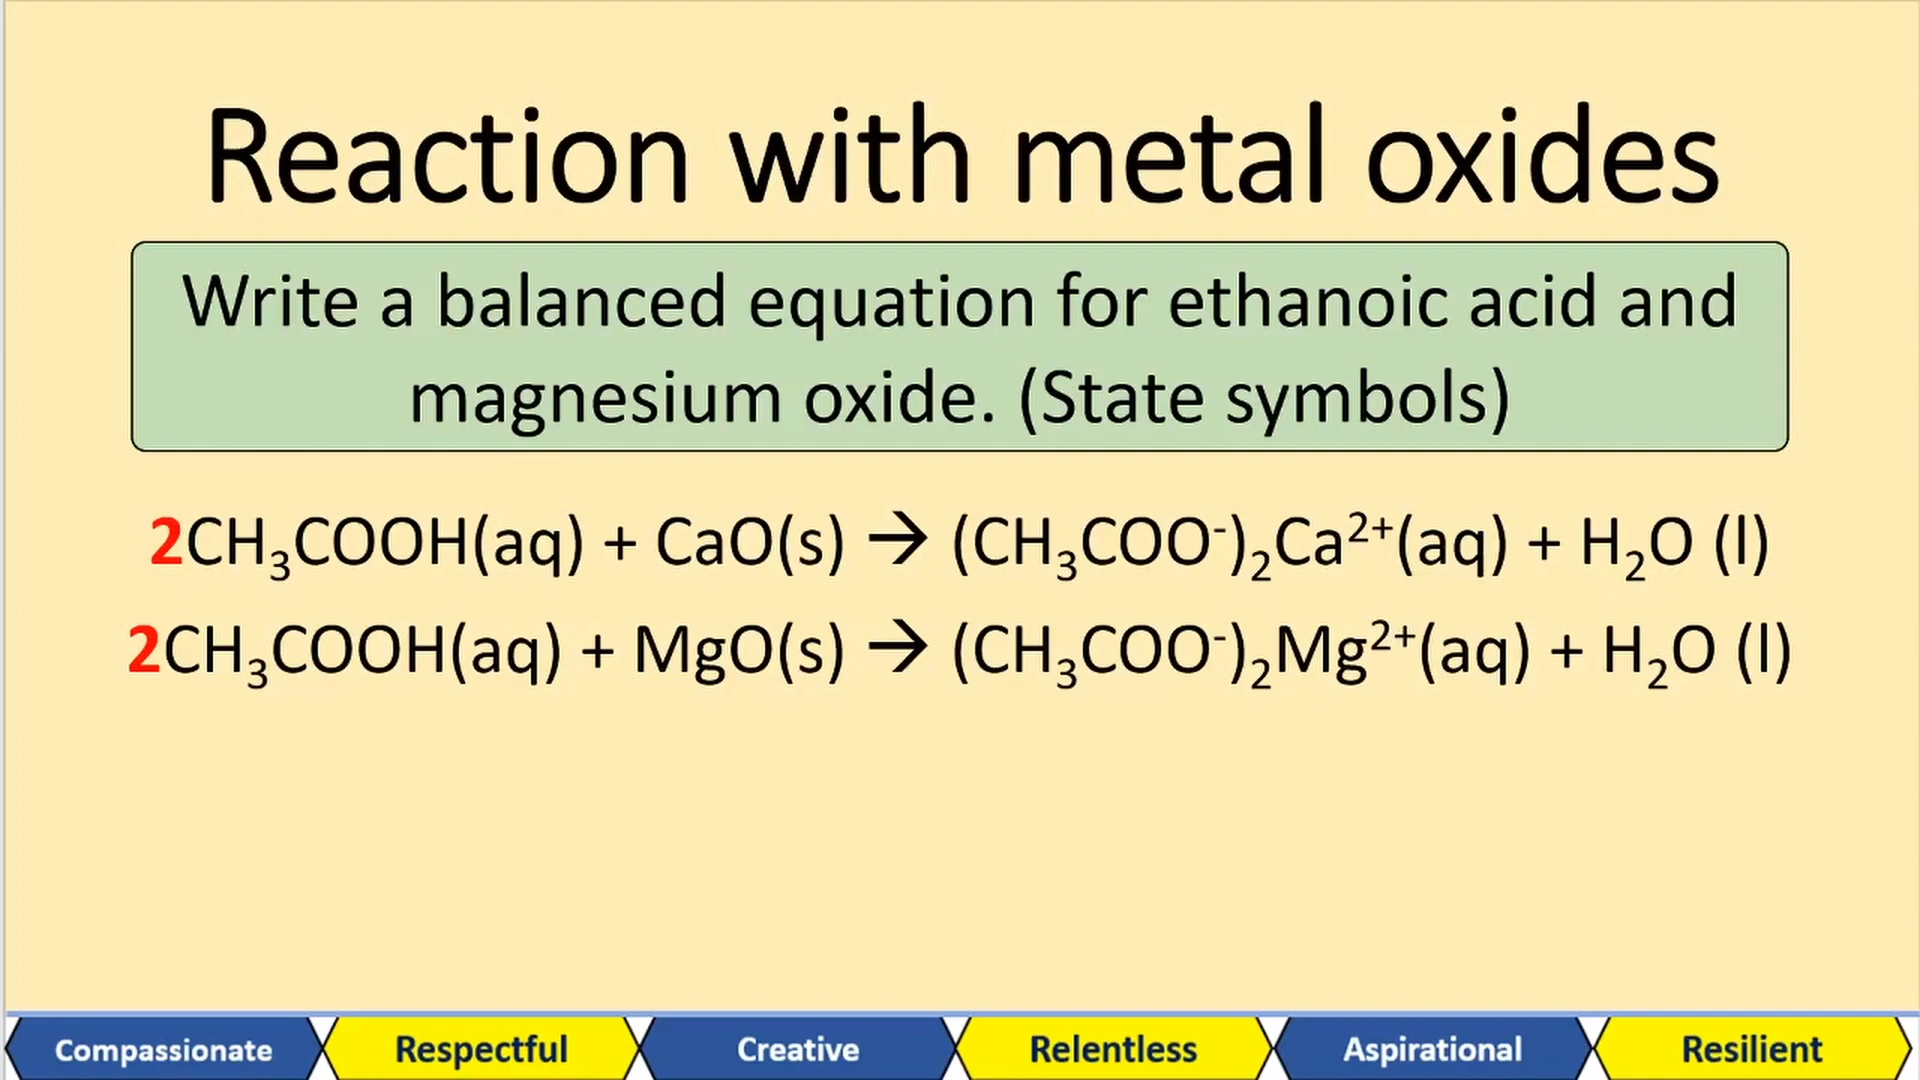 Reaction with metal oxides
Write a balanced equation for ethanoic acid and
magnesium oxide. (State symbols)
2CH₃COOH(aq) + CaO(s) → (CH₃COO⁻)₂Ca²⁺(aq) + H₂O (l)
2CH₃COOH(aq) + MgO(s) → (CH₃COO⁻)₂Mg²⁺(aq) + H₂O (l)
Compassionate Respectful Creative Relentless Aspirational Resilient